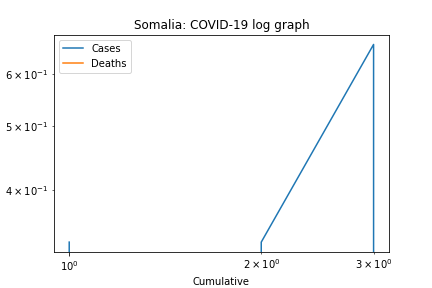 Somalia: COVID-19 log graph
Cases
Deaths
6 × 10⁻¹
5 × 10⁻¹
4 × 10⁻¹
10⁰
2 × 10⁰
3 × 10⁰
Cumulative